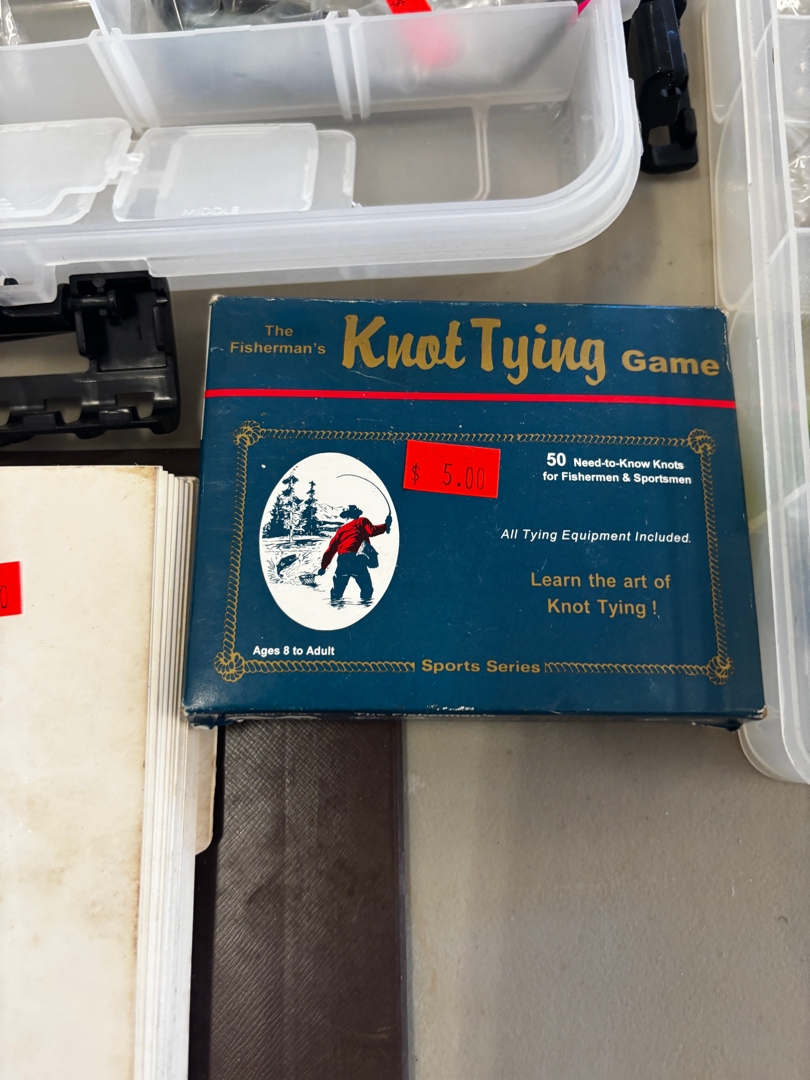 MIDDLE
The
Fisherman's
Knot Tying Game
$ 5.00
50 Need-to-Know Knots
for Fishermen & Sportsmen
All Tying Equipment Included.
Learn the art of
Knot Tying !
Ages 8 to Adult
Sports Series
0